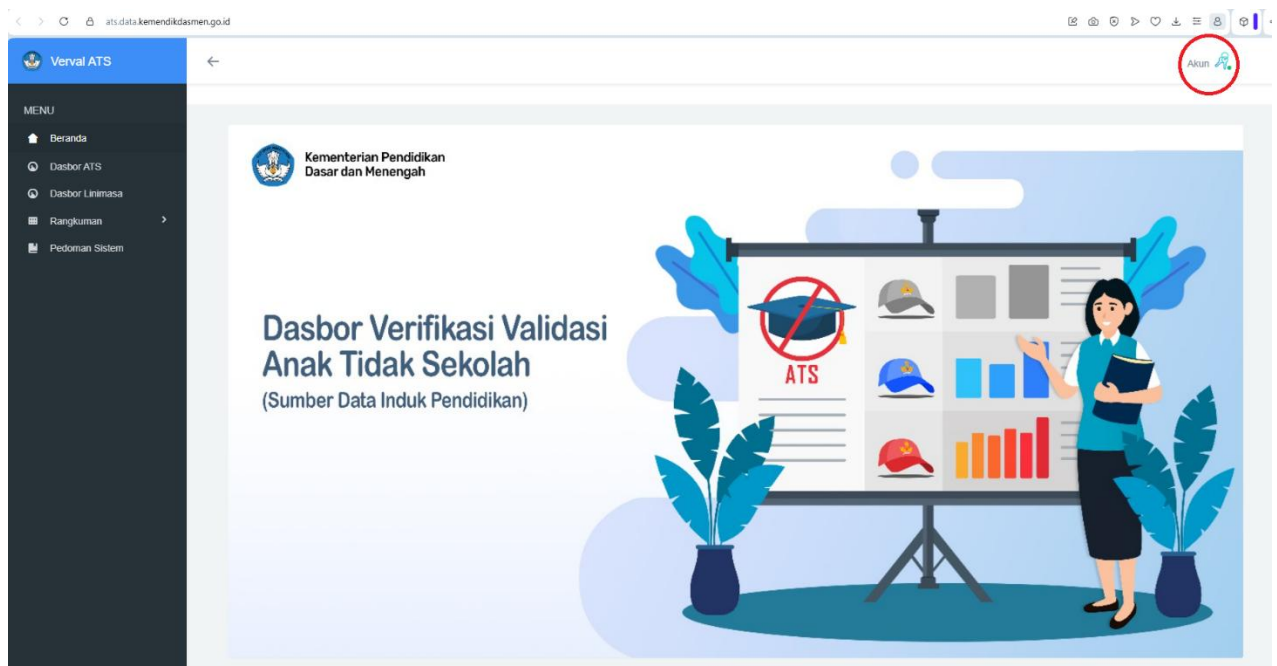 ats.data.kemendikdasmen.go.id
Verval ATS
Akun
MENU
Beranda
Dasbor ATS
Dasbor Linimasa
Rangkuman
Pedoman Sistem
Kementerian Pendidikan
Dasar dan Menengah
Dasbor Verifikasi Validasi
Anak Tidak Sekolah
(Sumber Data Induk Pendidikan)
ATS